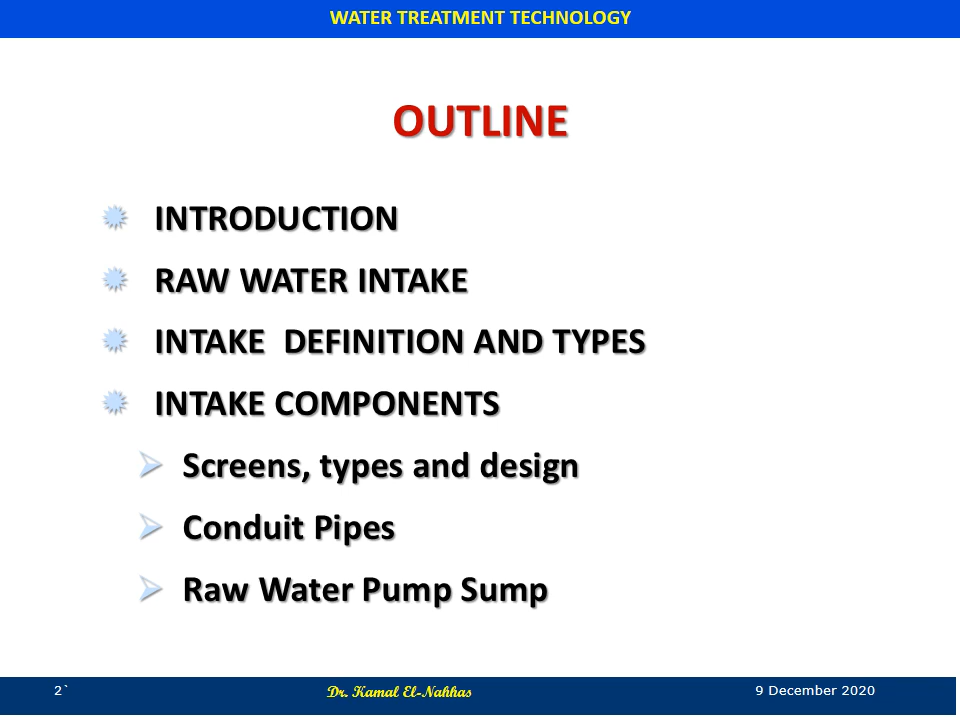 WATER TREATMENT TECHNOLOGY
OUTLINE
INTRODUCTION
RAW WATER INTAKE
INTAKE  DEFINITION AND TYPES
INTAKE COMPONENTS
Screens, types and design
Conduit Pipes
Raw Water Pump Sump
2`
Dr. Kamal El-Nahhas
9 December 2020